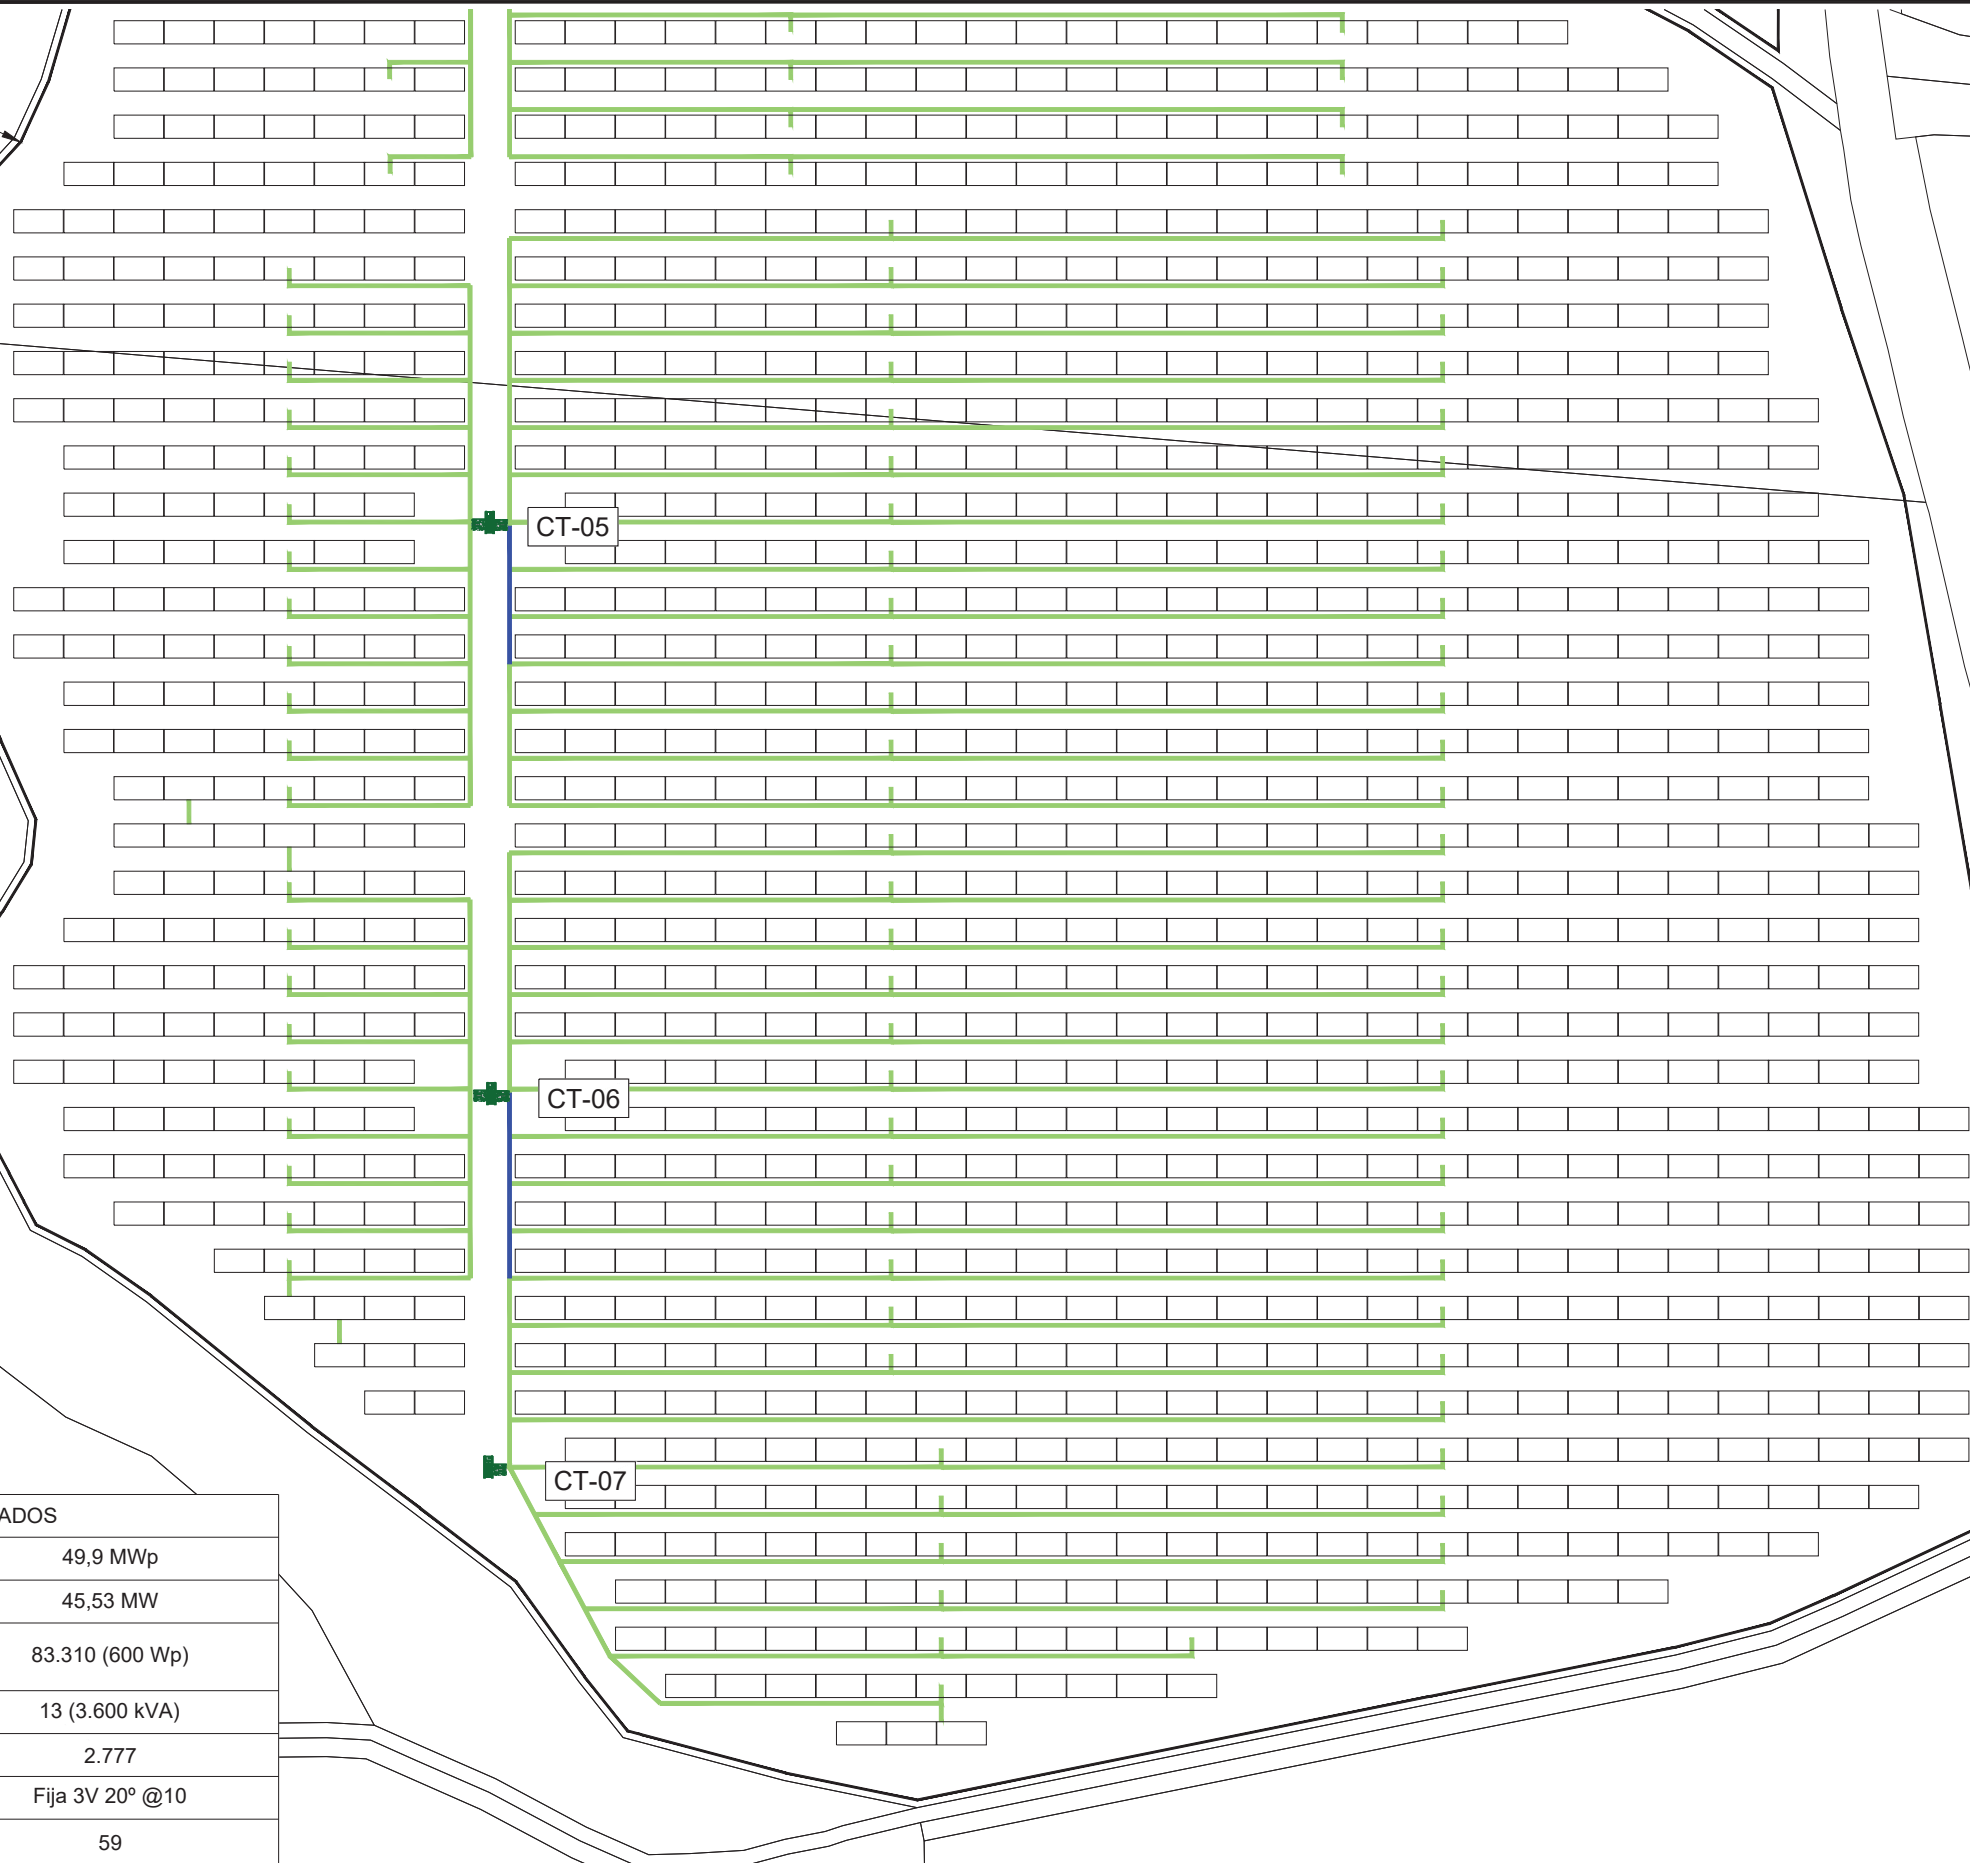 CT-05
CT-06
CT-07
ADOS
49,9 MWp
45,53 MW
83.310 (600 Wp)
13 (3.600 kVA)
2.777
Fija 3V 20º @10
59